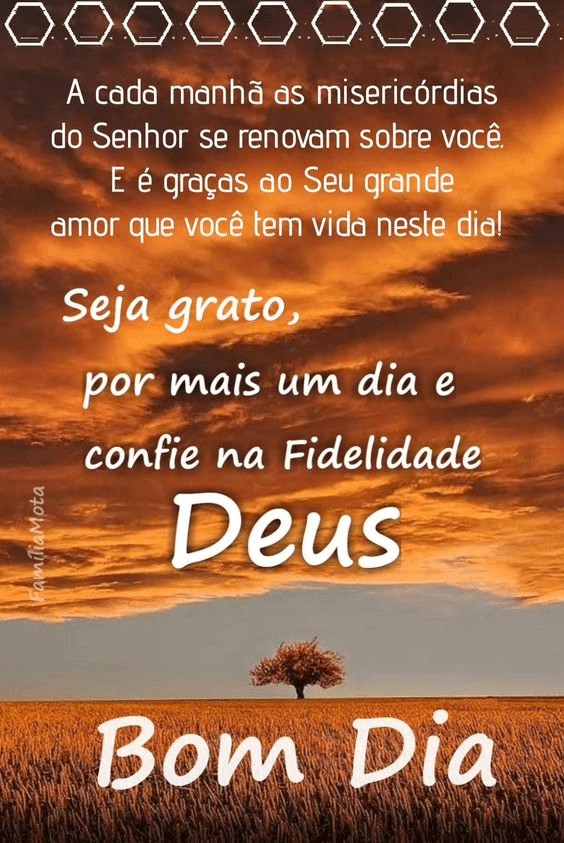 A cada manhã as misericórdias
do Senhor se renovam sobre você.
E é graças ao Seu grande
amor que você tem vida neste dia!
Seja grato,
por mais um dia e
confie na Fidelidade
Deus
FamíliaMota
Bom Dia